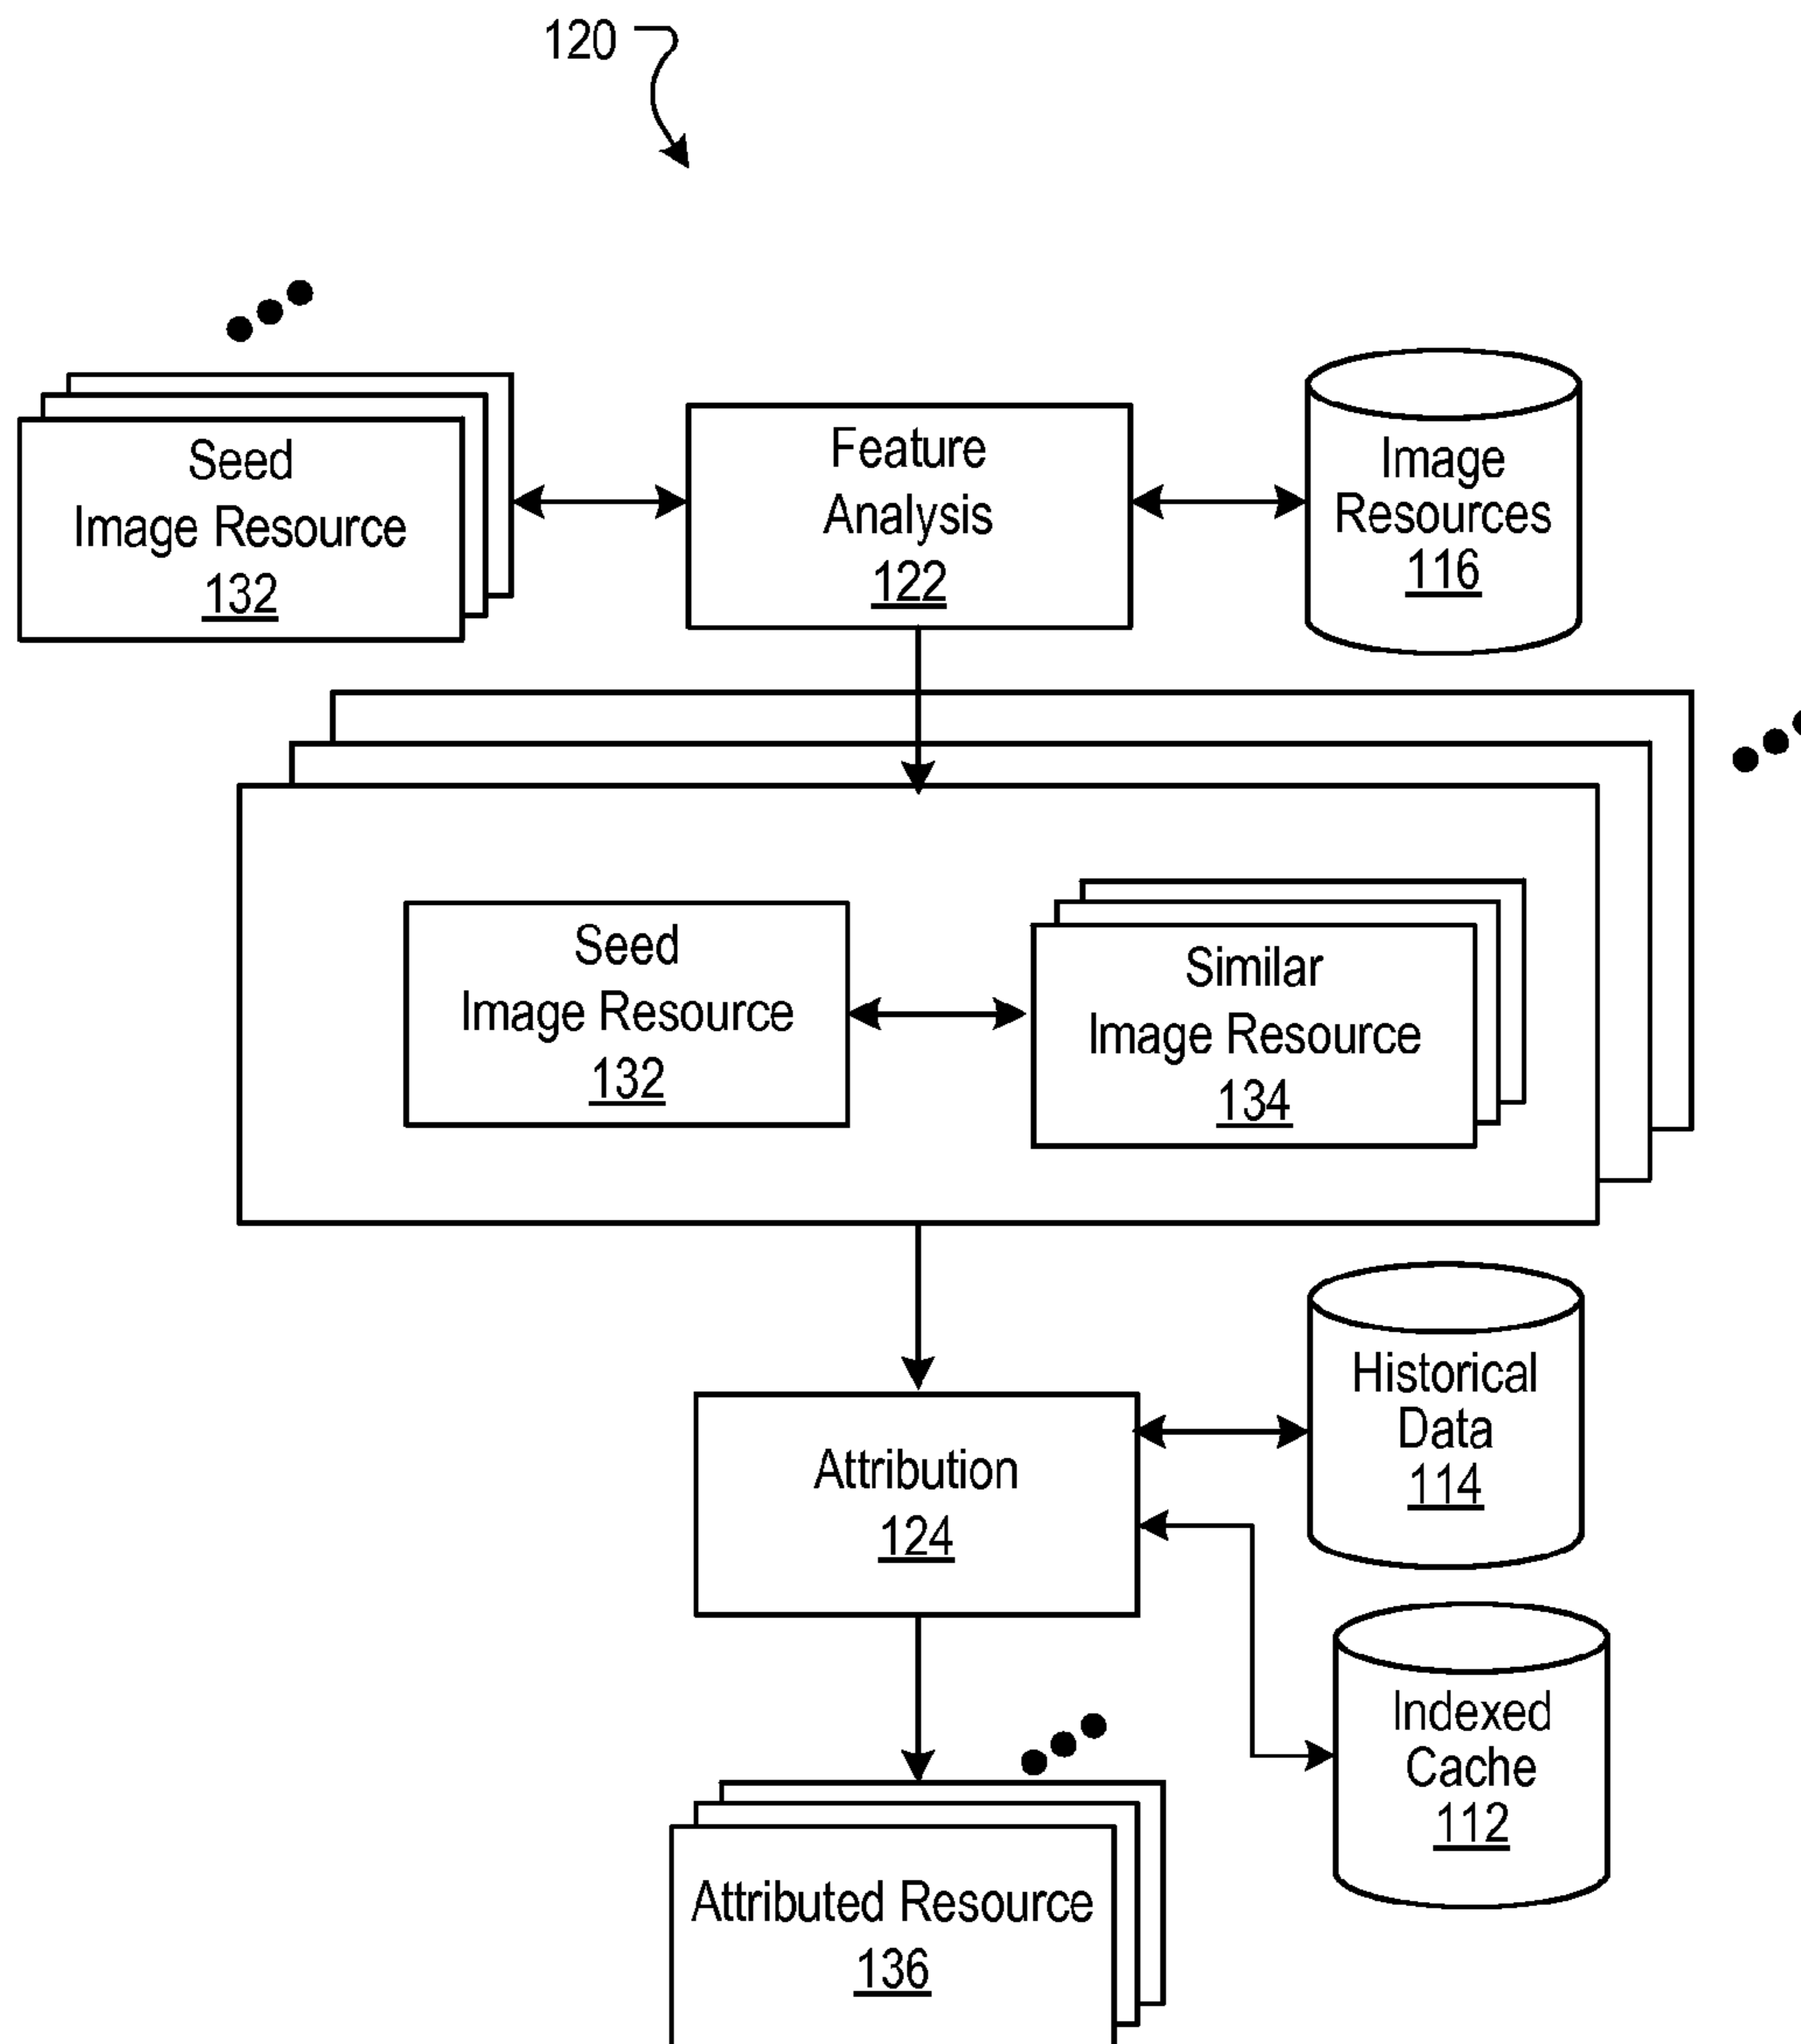 120
Seed
Image Resource
132
Feature
Analysis
122
Image
Resources
116
Seed
Image Resource
132
Similar
Image Resource
134
Historical
Data
114
Attribution
124
Indexed
Cache
112
Attributed Resource
136